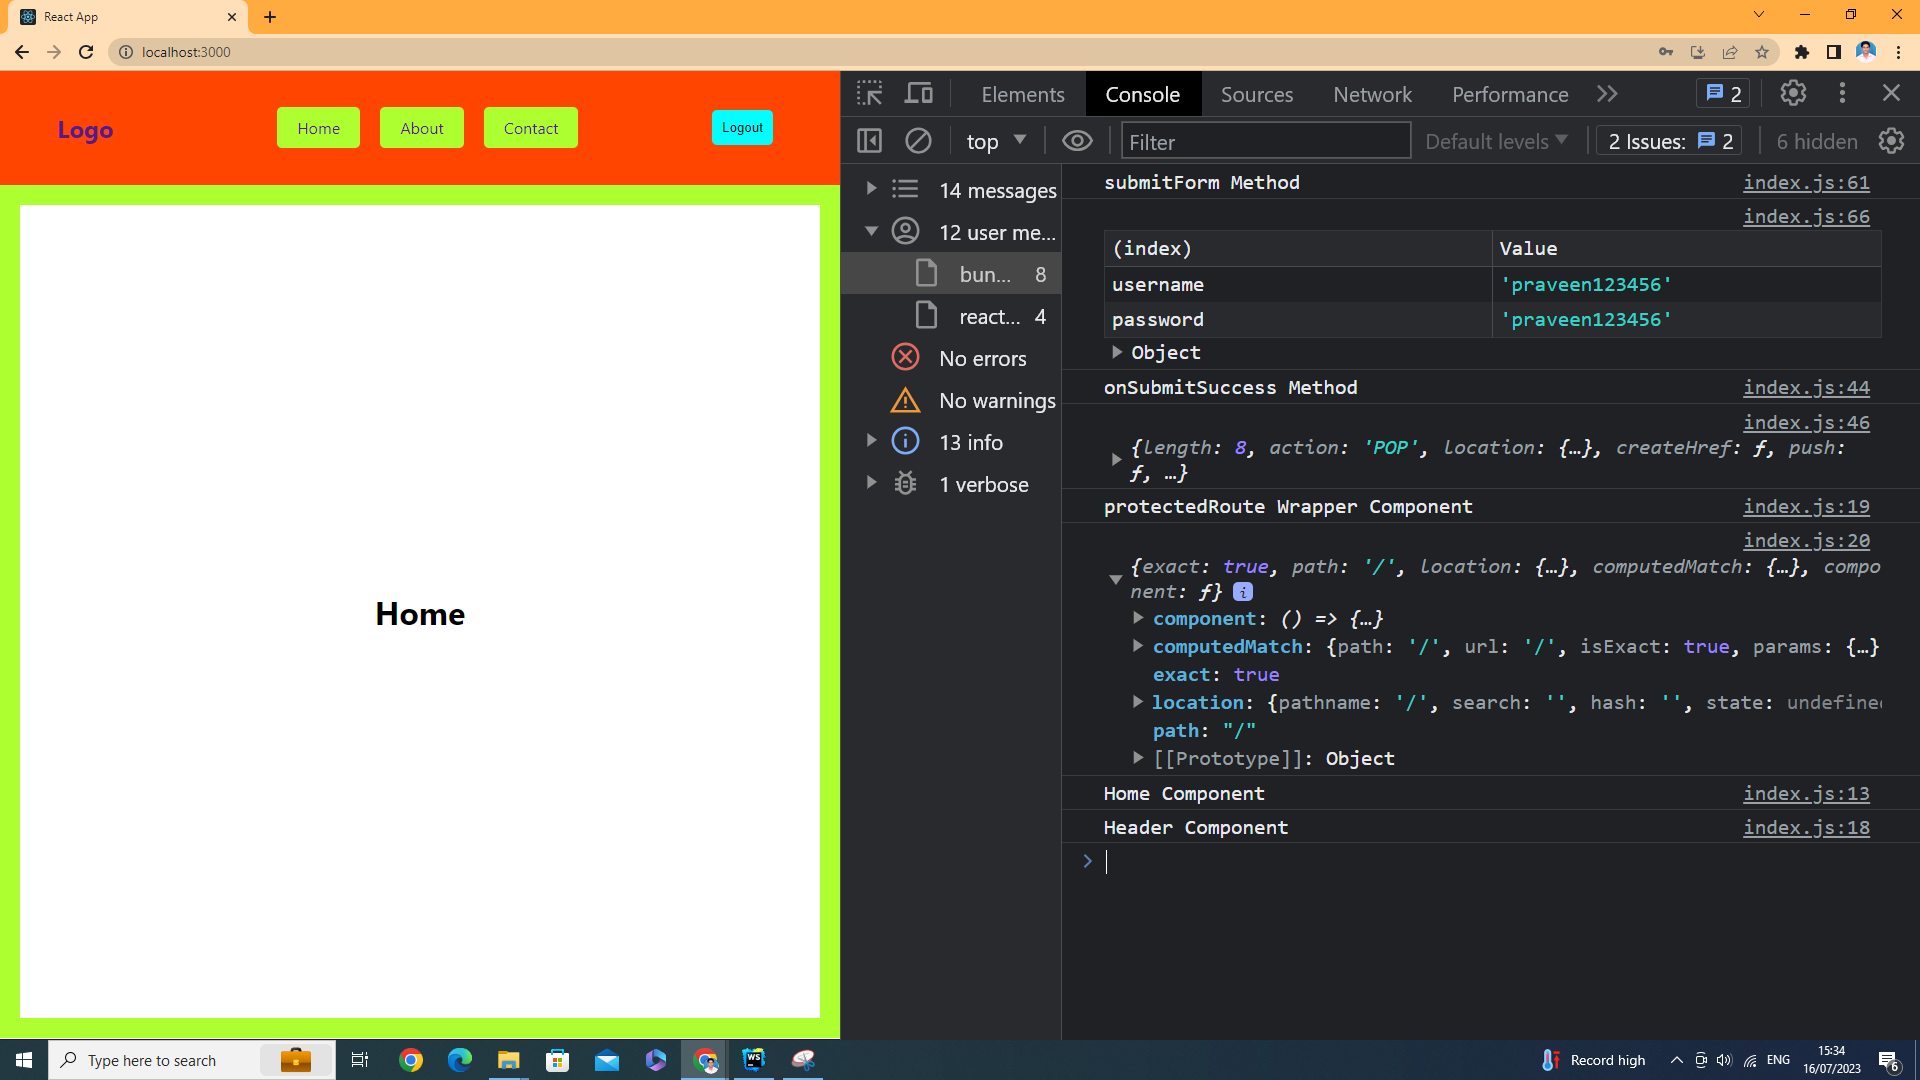 React App
localhost:3000
Logo
Home
About
Contact
Logout
Home
Elements
Console
Sources
Network
Performance
2
top
Filter
Default levels
2 Issues: 2
6 hidden
14 messages
12 user me...
bun... 8
react... 4
No errors
No warnings
13 info
1 verbose
submitForm Method index.js:61
index.js:66
(index) Value
username 'praveen123456'
password 'praveen123456'
Object
onSubmitSuccess Method index.js:44
index.js:46
{length: 8, action: 'POP', location: {…}, createHref: ƒ, push:
ƒ, …}
protectedRoute Wrapper Component index.js:19
index.js:20
{exact: true, path: '/', location: {…}, computedMatch: {…}, compo
nent: ƒ} i
component: () => {…}
computedMatch: {path: '/', url: '/', isExact: true, params: {…}
exact: true
location: {pathname: '/', search: '', hash: '', state: undefined
path: "/"
[[Prototype]]: Object
Home Component index.js:13
Header Component index.js:18
Type here to search
WS
Record high
ENG
15:34
16/07/2023
6